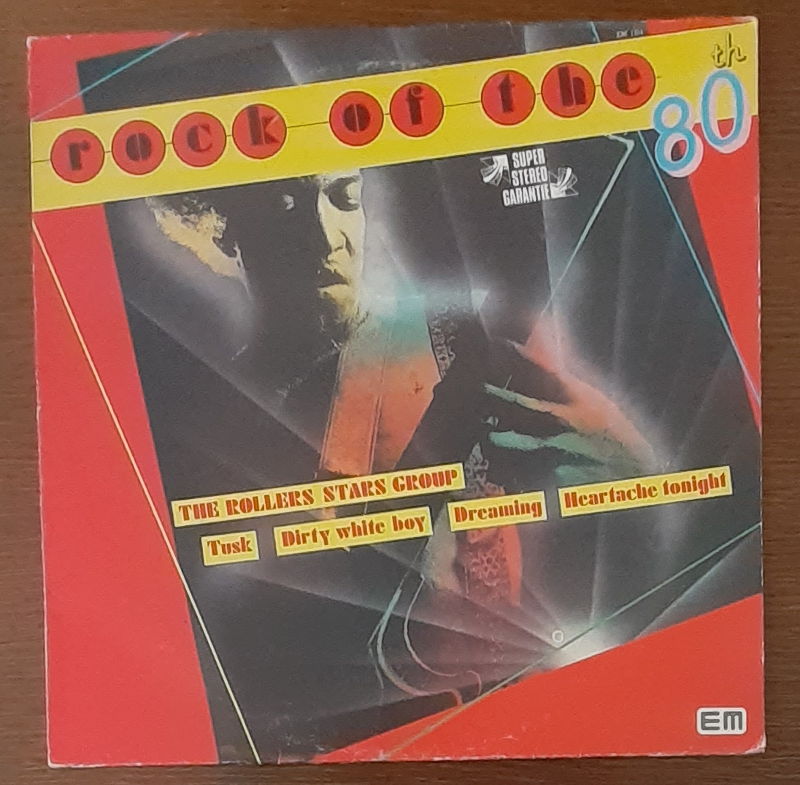 rock of the 80th
SUPER
STEREO
GARANTIE
THE ROLLERS STARS GROUP
Tusk Dirty white boy Dreaming Heartache tonight
EM